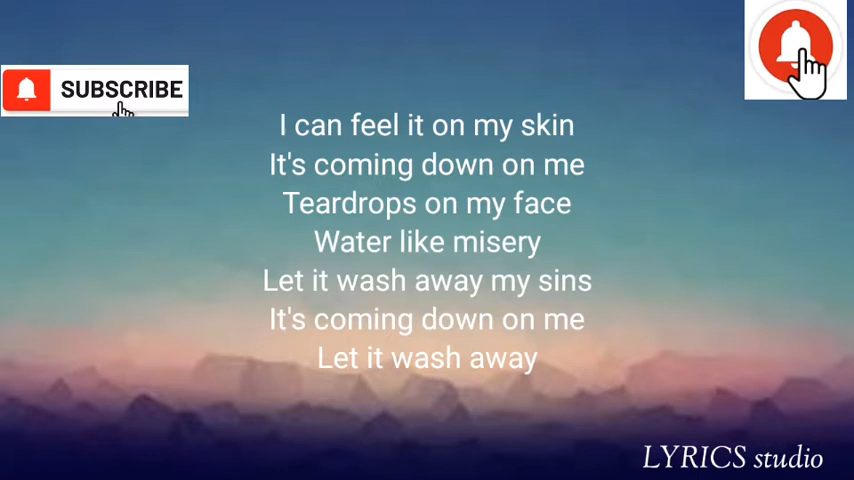 SUBSCRIBE
I can feel it on my skin
It's coming down on me
Teardrops on my face
Water like misery
Let it wash away my sins
It's coming down on me
Let it wash away
LYRICS studio